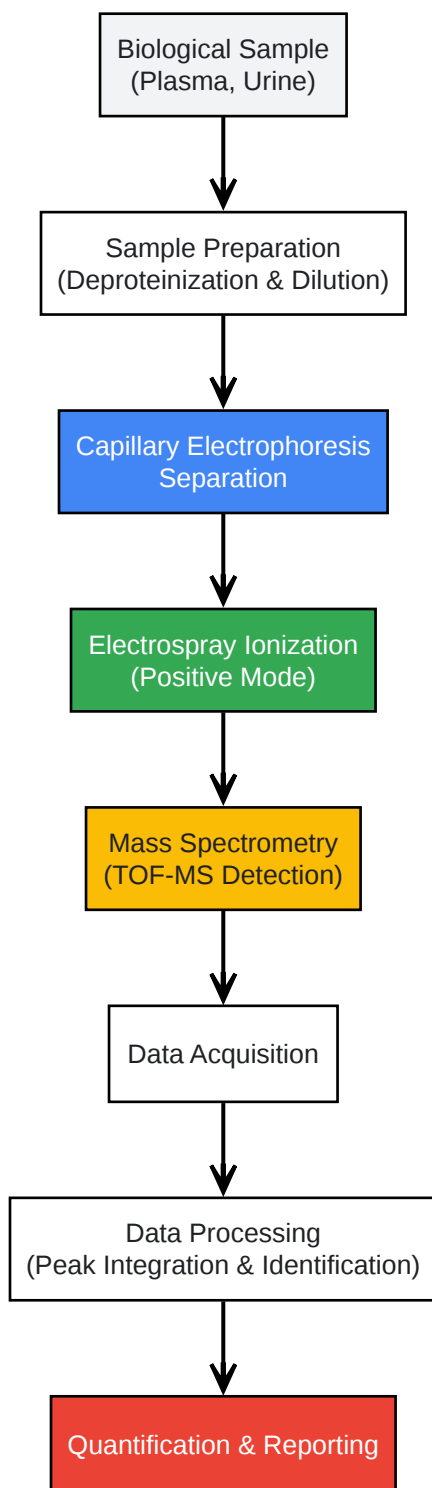 Biological Sample
(Plasma, Urine)
Sample Preparation
(Deproteinization & Dilution)
Capillary Electrophoresis
Separation
Electrospray Ionization
(Positive Mode)
Mass Spectrometry
(TOF-MS Detection)
Data Acquisition
Data Processing
(Peak Integration & Identification)
Quantification & Reporting